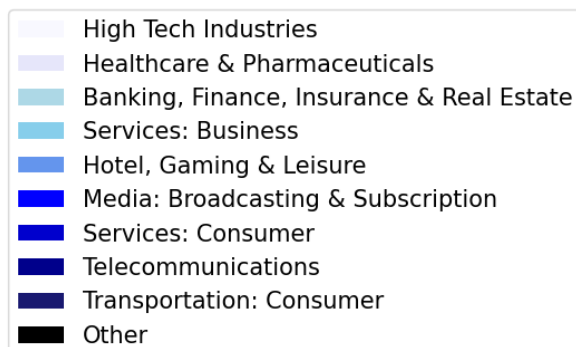 High Tech Industries
Healthcare & Pharmaceuticals
Banking, Finance, Insurance & Real Estate
Services: Business
Hotel, Gaming & Leisure
Media: Broadcasting & Subscription
Services: Consumer
Telecommunications
Transportation: Consumer
Other